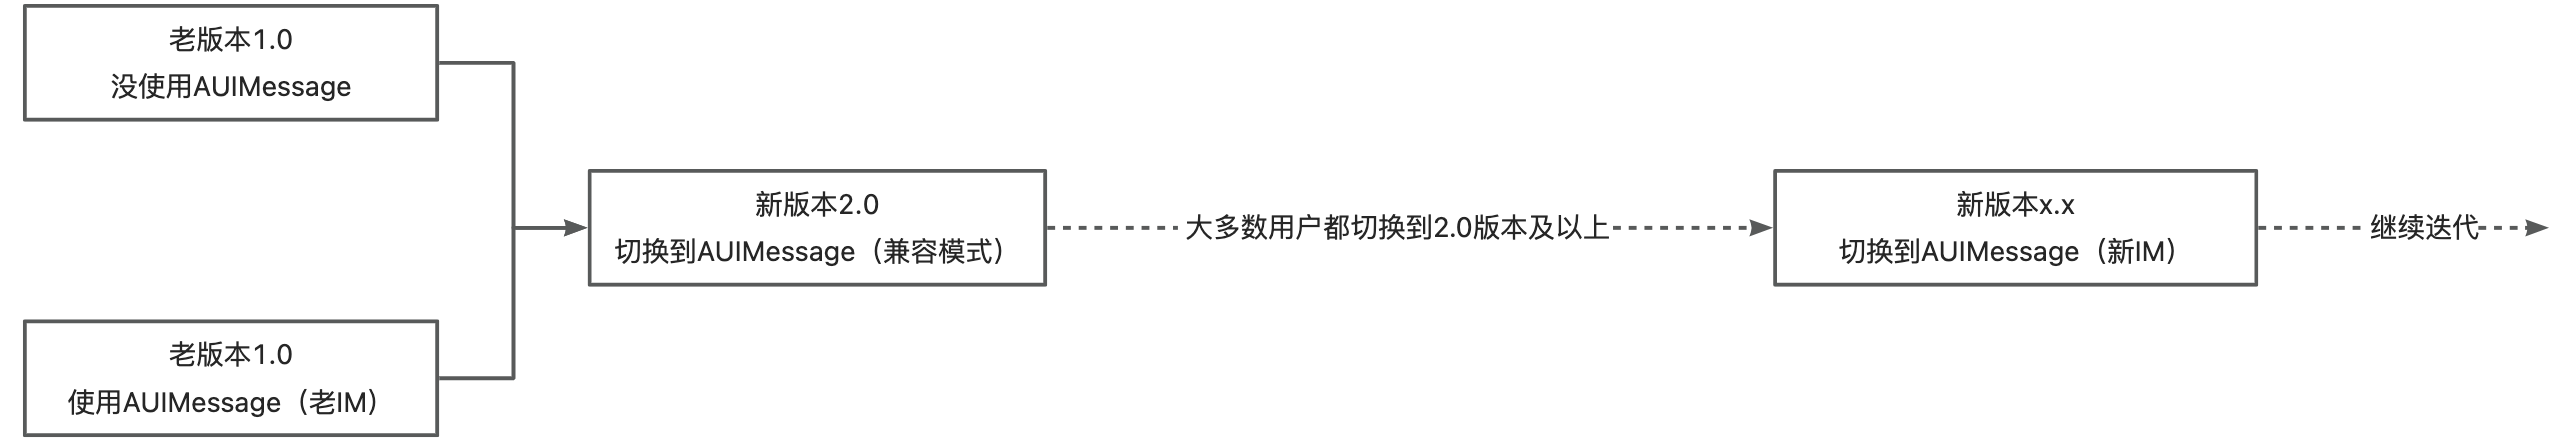 老版本1.0
没使用AUIMessage
老版本1.0
使用AUIMessage（老IM）
新版本2.0
切换到AUIMessage（兼容模式）
大多数用户都切换到2.0版本及以上
新版本x.x
切换到AUIMessage（新IM）
继续迭代